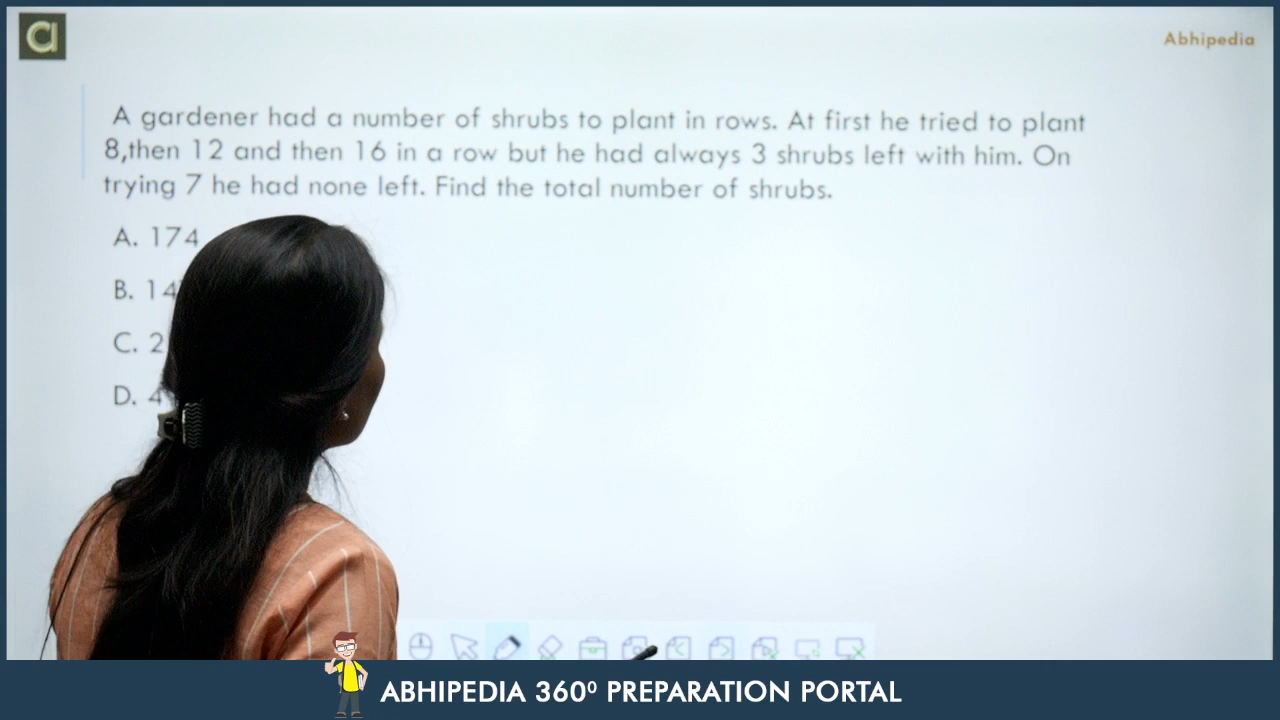 Abhipedia
A gardener had a number of shrubs to plant in rows. At first he tried to plant
8,then 12 and then 16 in a row but he had always 3 shrubs left with him. On
trying 7 he had none left. Find the total number of shrubs.
A. 174
B. 14
C. 2
D. 4
ABHIPEDIA 360⁰ PREPARATION PORTAL